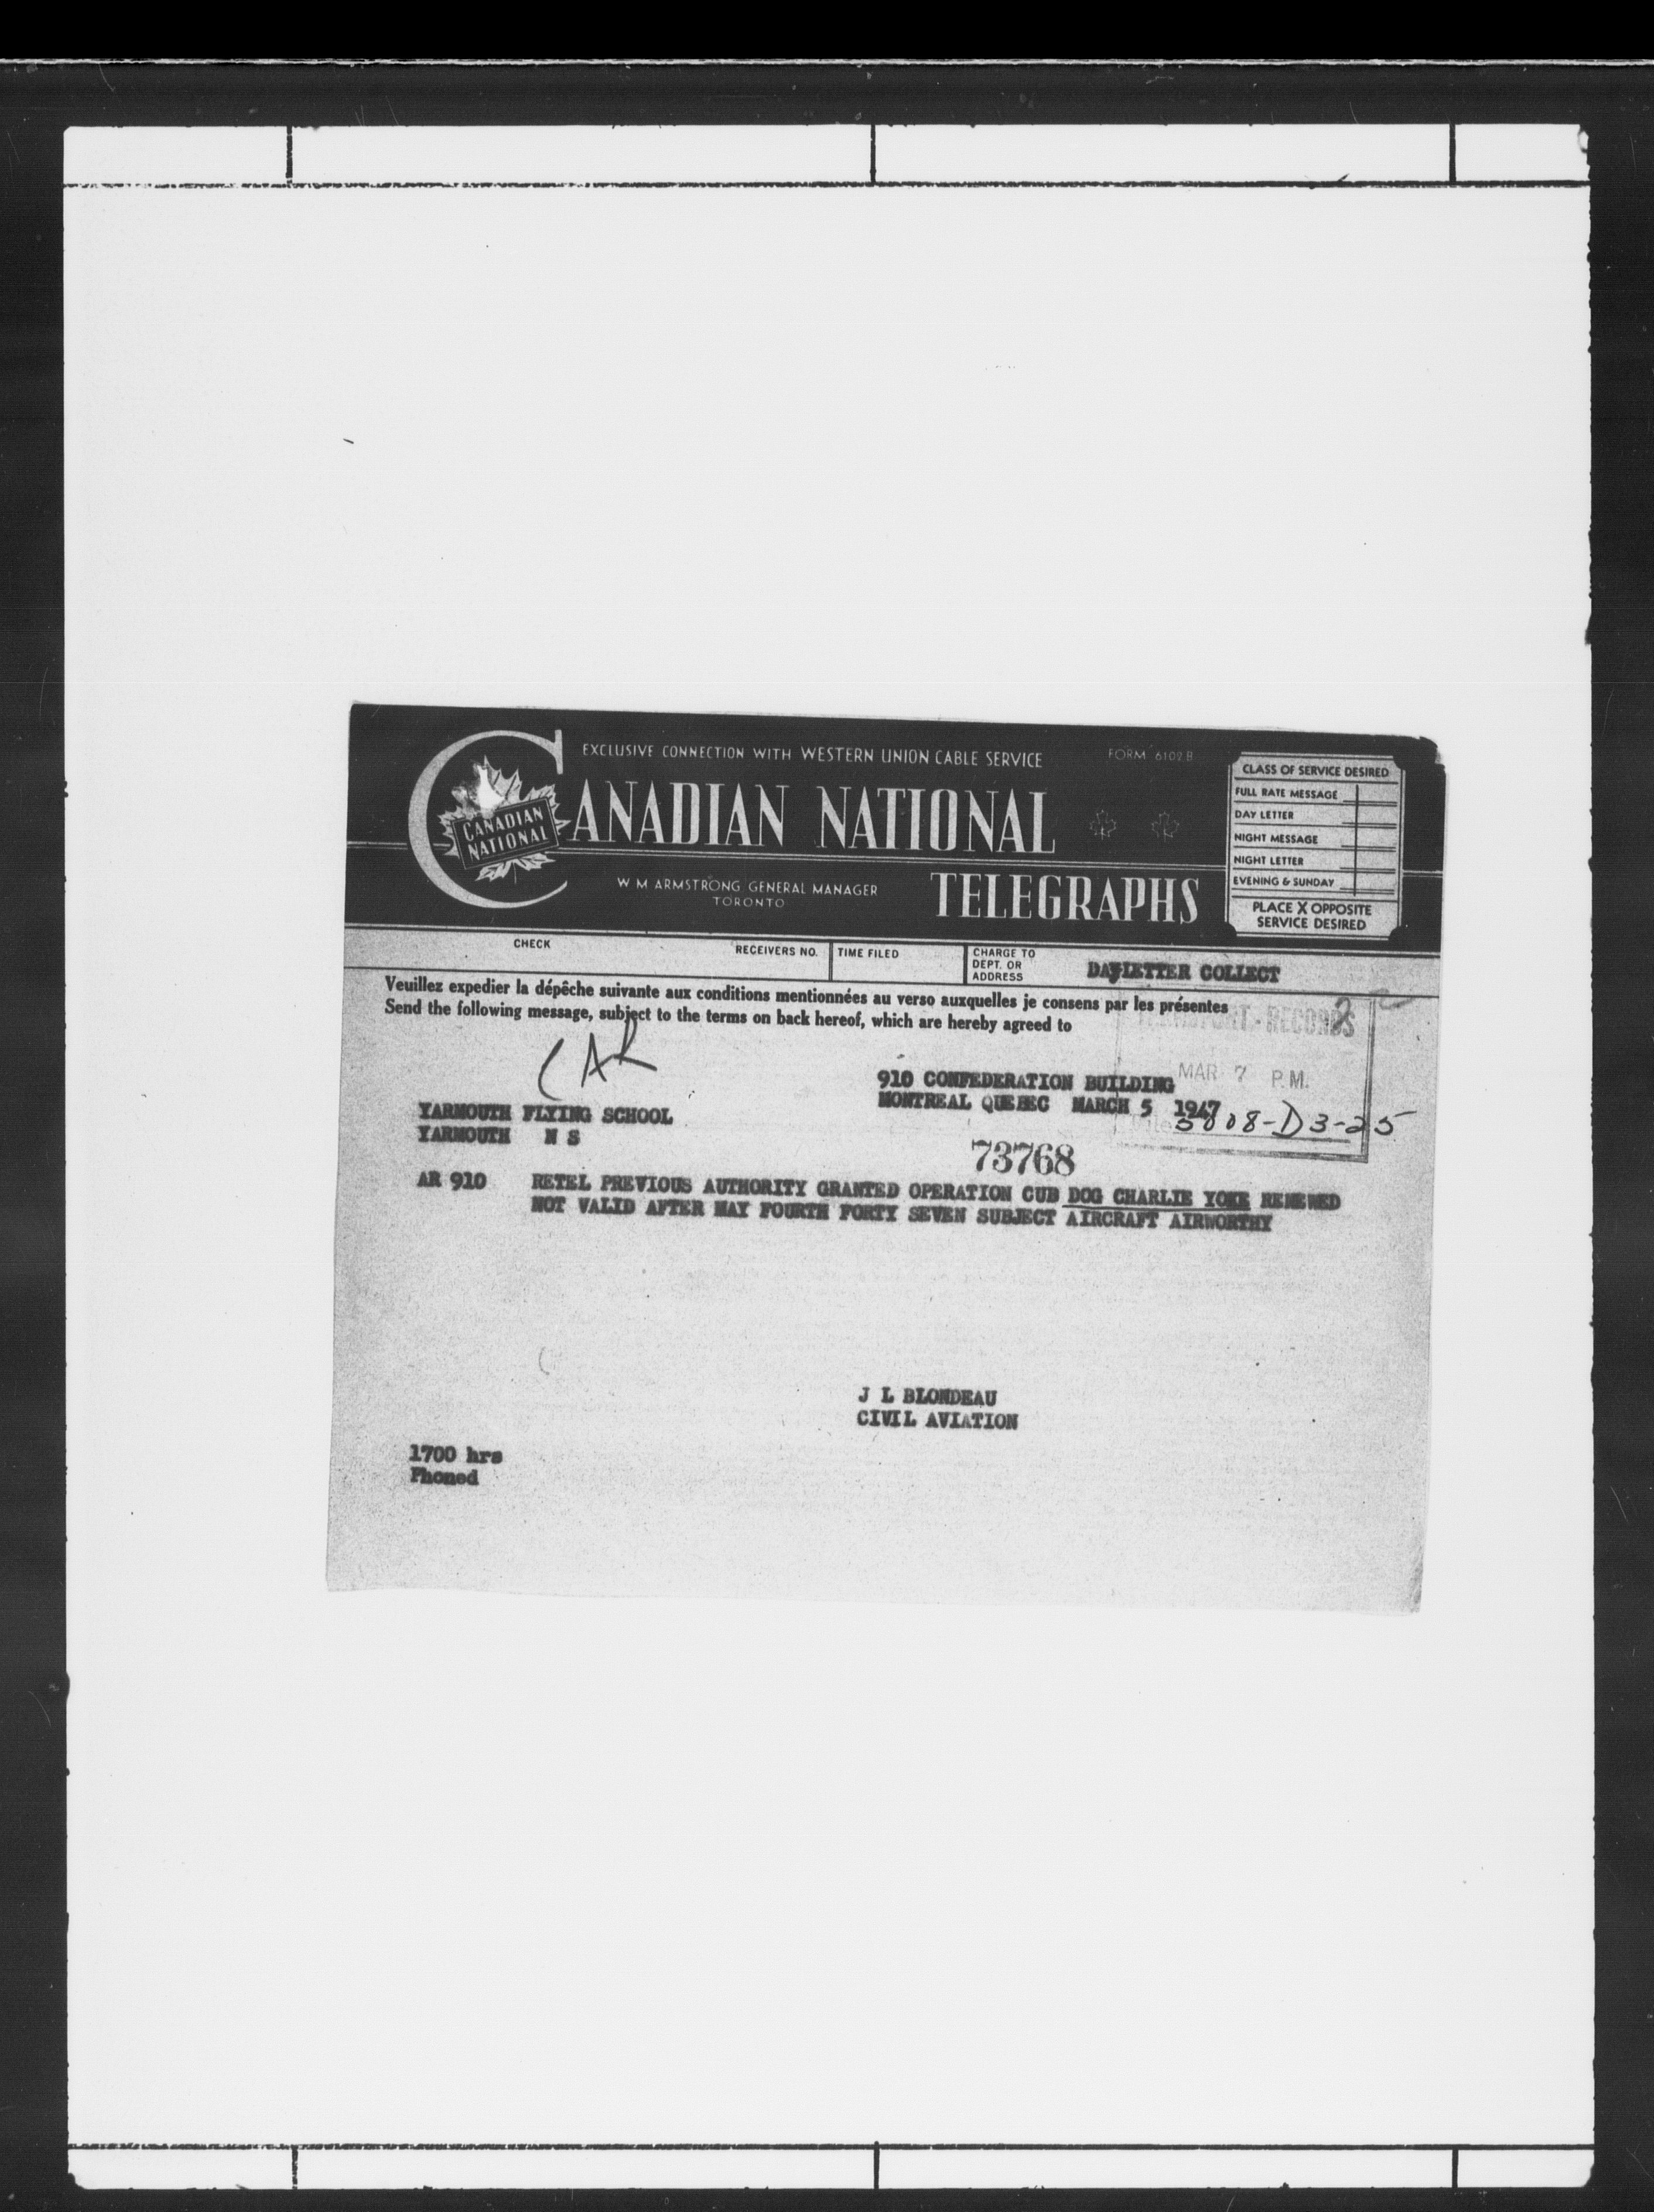 EXCLUSIVE CONNECTION WITH WESTERN UNION CABLE SERVICE
FORM 6102 B
CANADIAN NATIONAL
CANADIAN NATIONAL
TELEGRAPHS
W M ARMSTRONG GENERAL MANAGER
TORONTO
CLASS OF SERVICE DESIRED
FULL RATE MESSAGE
DAY LETTER
NIGHT MESSAGE
NIGHT LETTER
EVENING & SUNDAY
PLACE X OPPOSITE
SERVICE DESIRED
CHECK
RECEIVERS NO.
TIME FILED
CHARGE TO
DEPT. OR
ADDRESS
DAYLETTER COLLECT
Veuillez expedier la dépêche suivante aux conditions mentionnées au verso auxquelles je consens par les présentes
Send the following message, subject to the terms on back hereof, which are hereby agreed to
TRANSPORT - RECORDS
CAR
MAR 7 P.M.
910 CONFEDERATION BUILDING
MONTREAL QUEBEC MARCH 5 1947
5008-D3-25
YARMOUTH FLYING SCHOOL
YARMOUTH N S
73768
AR 910 RETEL PREVIOUS AUTHORITY GRANTED OPERATION CUB DOG CHARLIE YOKE RENEWED
NOT VALID AFTER MAY FOURTH FORTY SEVEN SUBJECT AIRCRAFT AIRWORTHY
J L BLONDEAU
CIVIL AVIATION
1700 hrs
Phoned